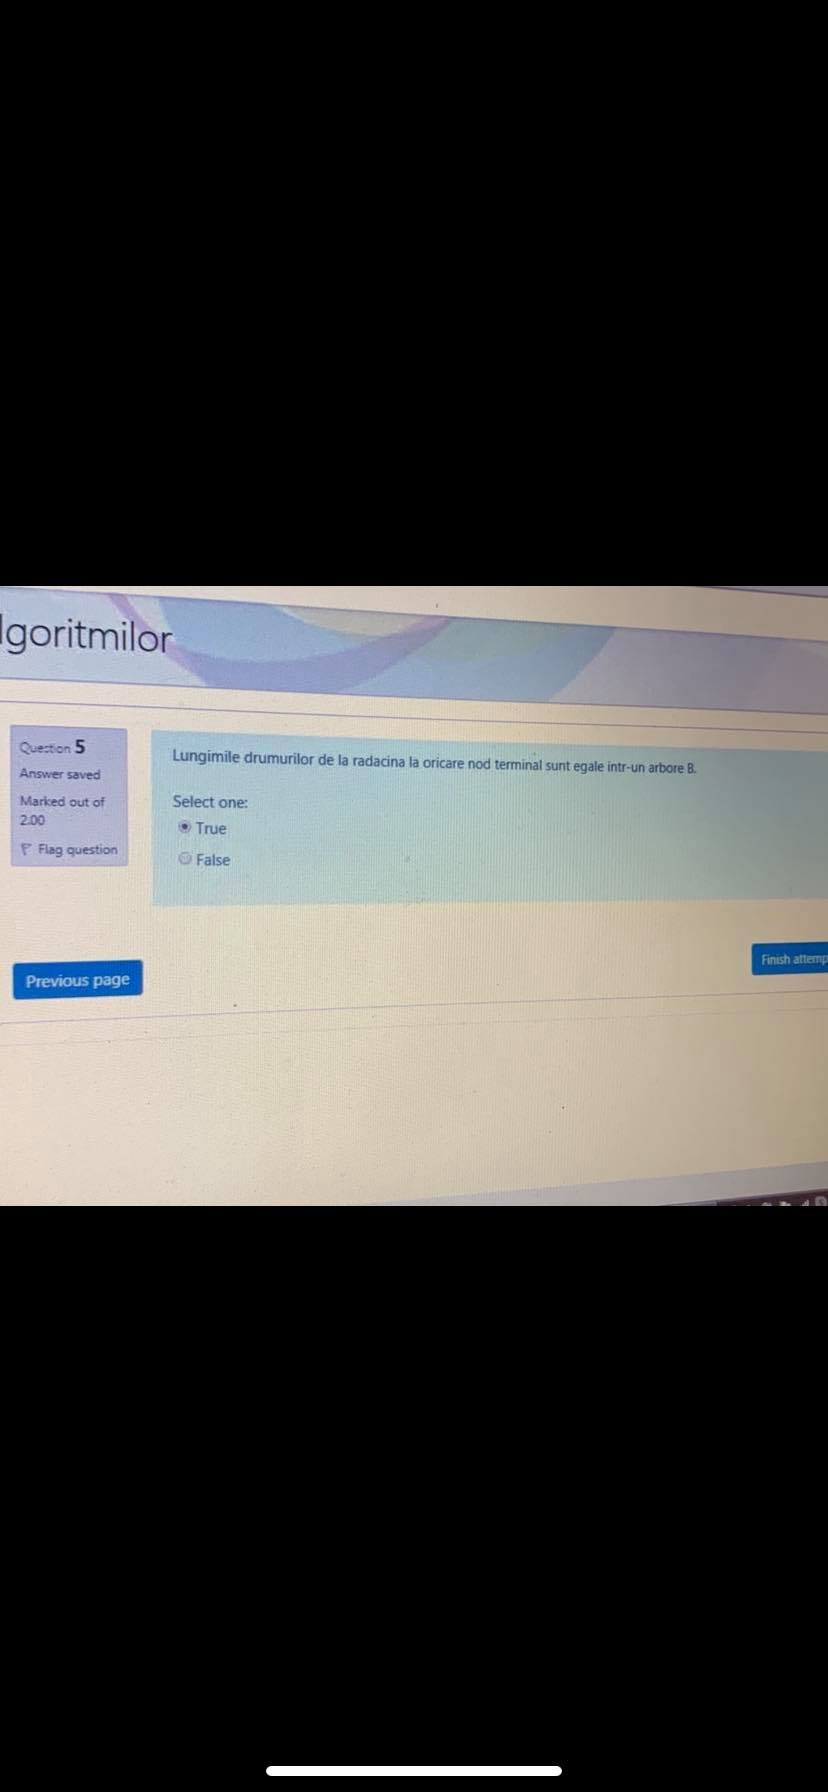 lgoritmilor
Question 5
Answer saved
Marked out of
2.00
Flag question
Lungimile drumurilor de la radacina la oricare nod terminal sunt egale intr-un arbore B.
Select one:
True
False
Previous page
Finish attemp